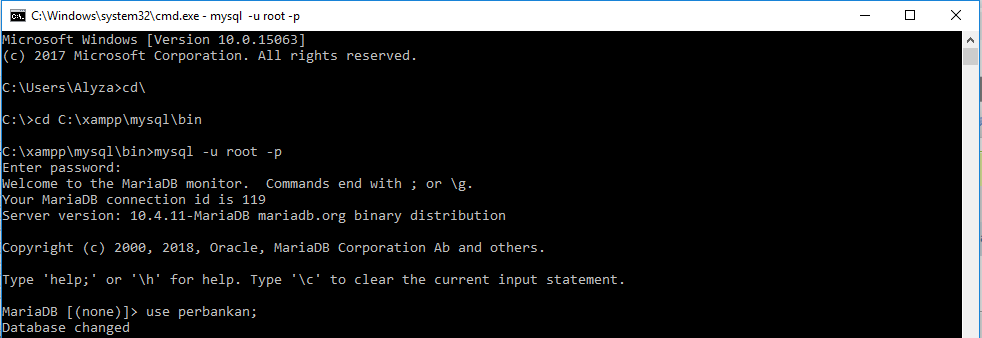 C:\Windows\system32\cmd.exe - mysql  -u root -p
Microsoft Windows [Version 10.0.15063]
(c) 2017 Microsoft Corporation. All rights reserved.
C:\Users\Alyza>cd\
C:\>cd C:\xampp\mysql\bin
C:\xampp\mysql\bin>mysql -u root -p
Enter password:
Welcome to the MariaDB monitor.  Commands end with ; or \g.
Your MariaDB connection id is 119
Server version: 10.4.11-MariaDB mariadb.org binary distribution
Copyright (c) 2000, 2018, Oracle, MariaDB Corporation Ab and others.
Type 'help;' or '\h' for help. Type '\c' to clear the current input statement.
MariaDB [(none)]> use perbankan;
Database changed